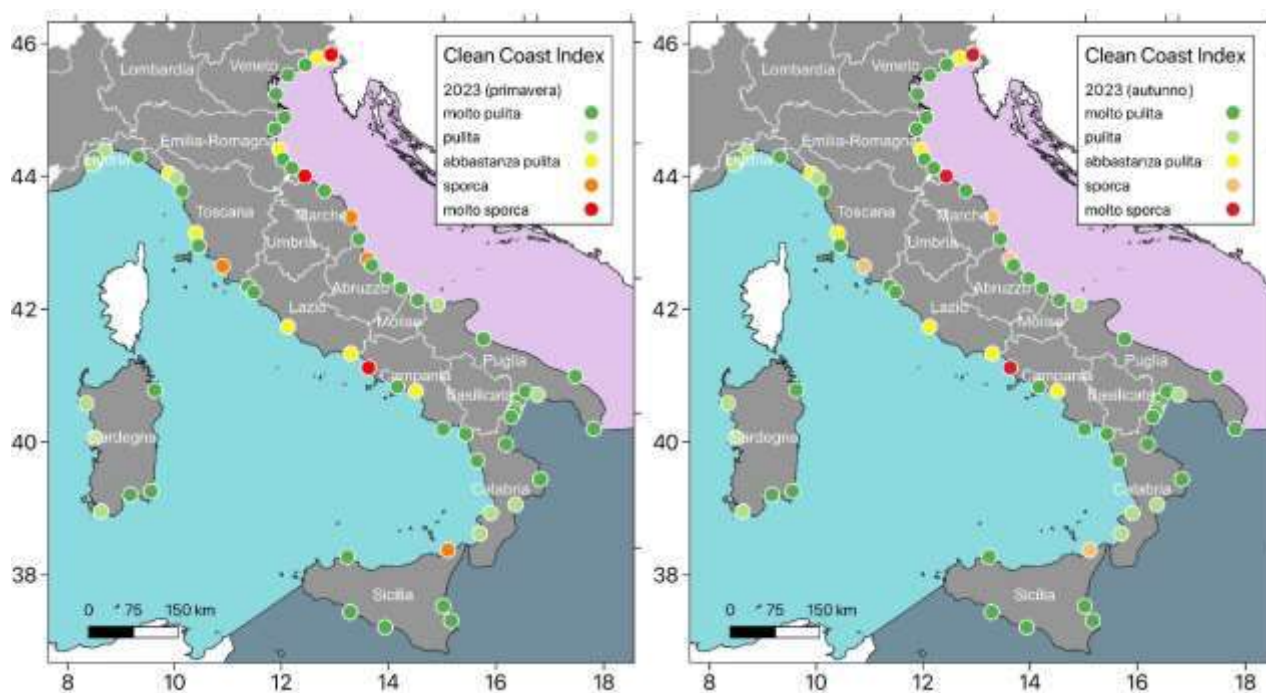 8 10 12 14 16 18
46
44
42
40
38
Clean Coast Index
2023 (primavera)
molto pulita
pulita
abbastanza pulita
sporca
molto sporca
Lombardia
Veneto
Emilia-Romagna
Liguria
Toscana
Marche
Umbria
Lazio
Abruzzo
Molise
Campania
Puglia
Basilicata
Sardegna
Calabria
Sicilia
0 75 150 km
8 10 12 14 16 18
46
44
42
40
38
Clean Coast Index
2023 (autunno)
molto pulita
pulita
abbastanza pulita
sporca
molto sporca
Lombardia
Veneto
Emilia-Romagna
Liguria
Toscana
Marche
Umbria
Lazio
Abruzzo
Molise
Campania
Puglia
Basilicata
Sardegna
Calabria
Sicilia
0 75 150 km